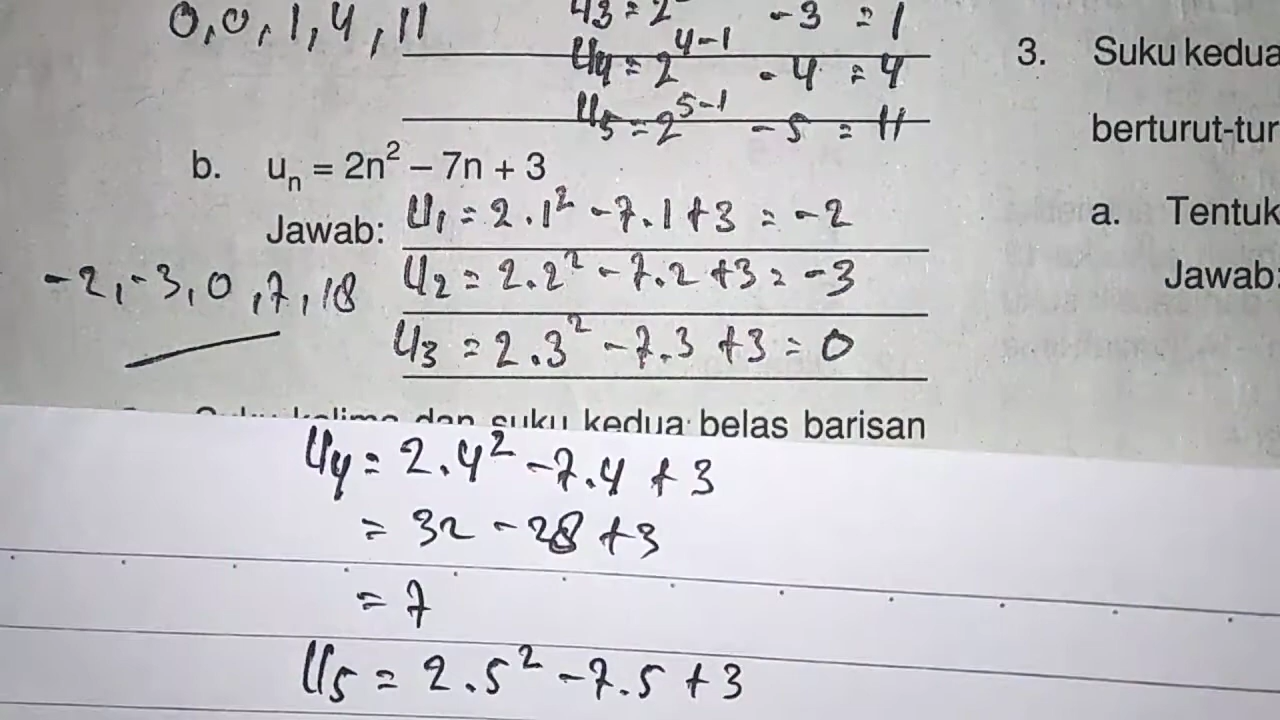 0, 0, 1, 4, 11
U3 = 2 - 3 = 1
U4 = 2^4-1 - 4 = 4
U5 = 2^5-1 - 5 = 11
b. uₙ = 2n² – 7n + 3
Jawab: U1 = 2.1² - 7.1 + 3 = -2
-2, -3, 0, 7, 18
U2 = 2.2² - 7.2 + 3 = -3
U3 = 2.3² - 7.3 + 3 = 0
dan suku kedua belas barisan
U4 = 2.4² - 7.4 + 3
= 32 - 28 + 3
= 7
U5 = 2.5² - 7.5 + 3
3. Suku kedua
berturut-tur
a. Tentuk
Jawab: